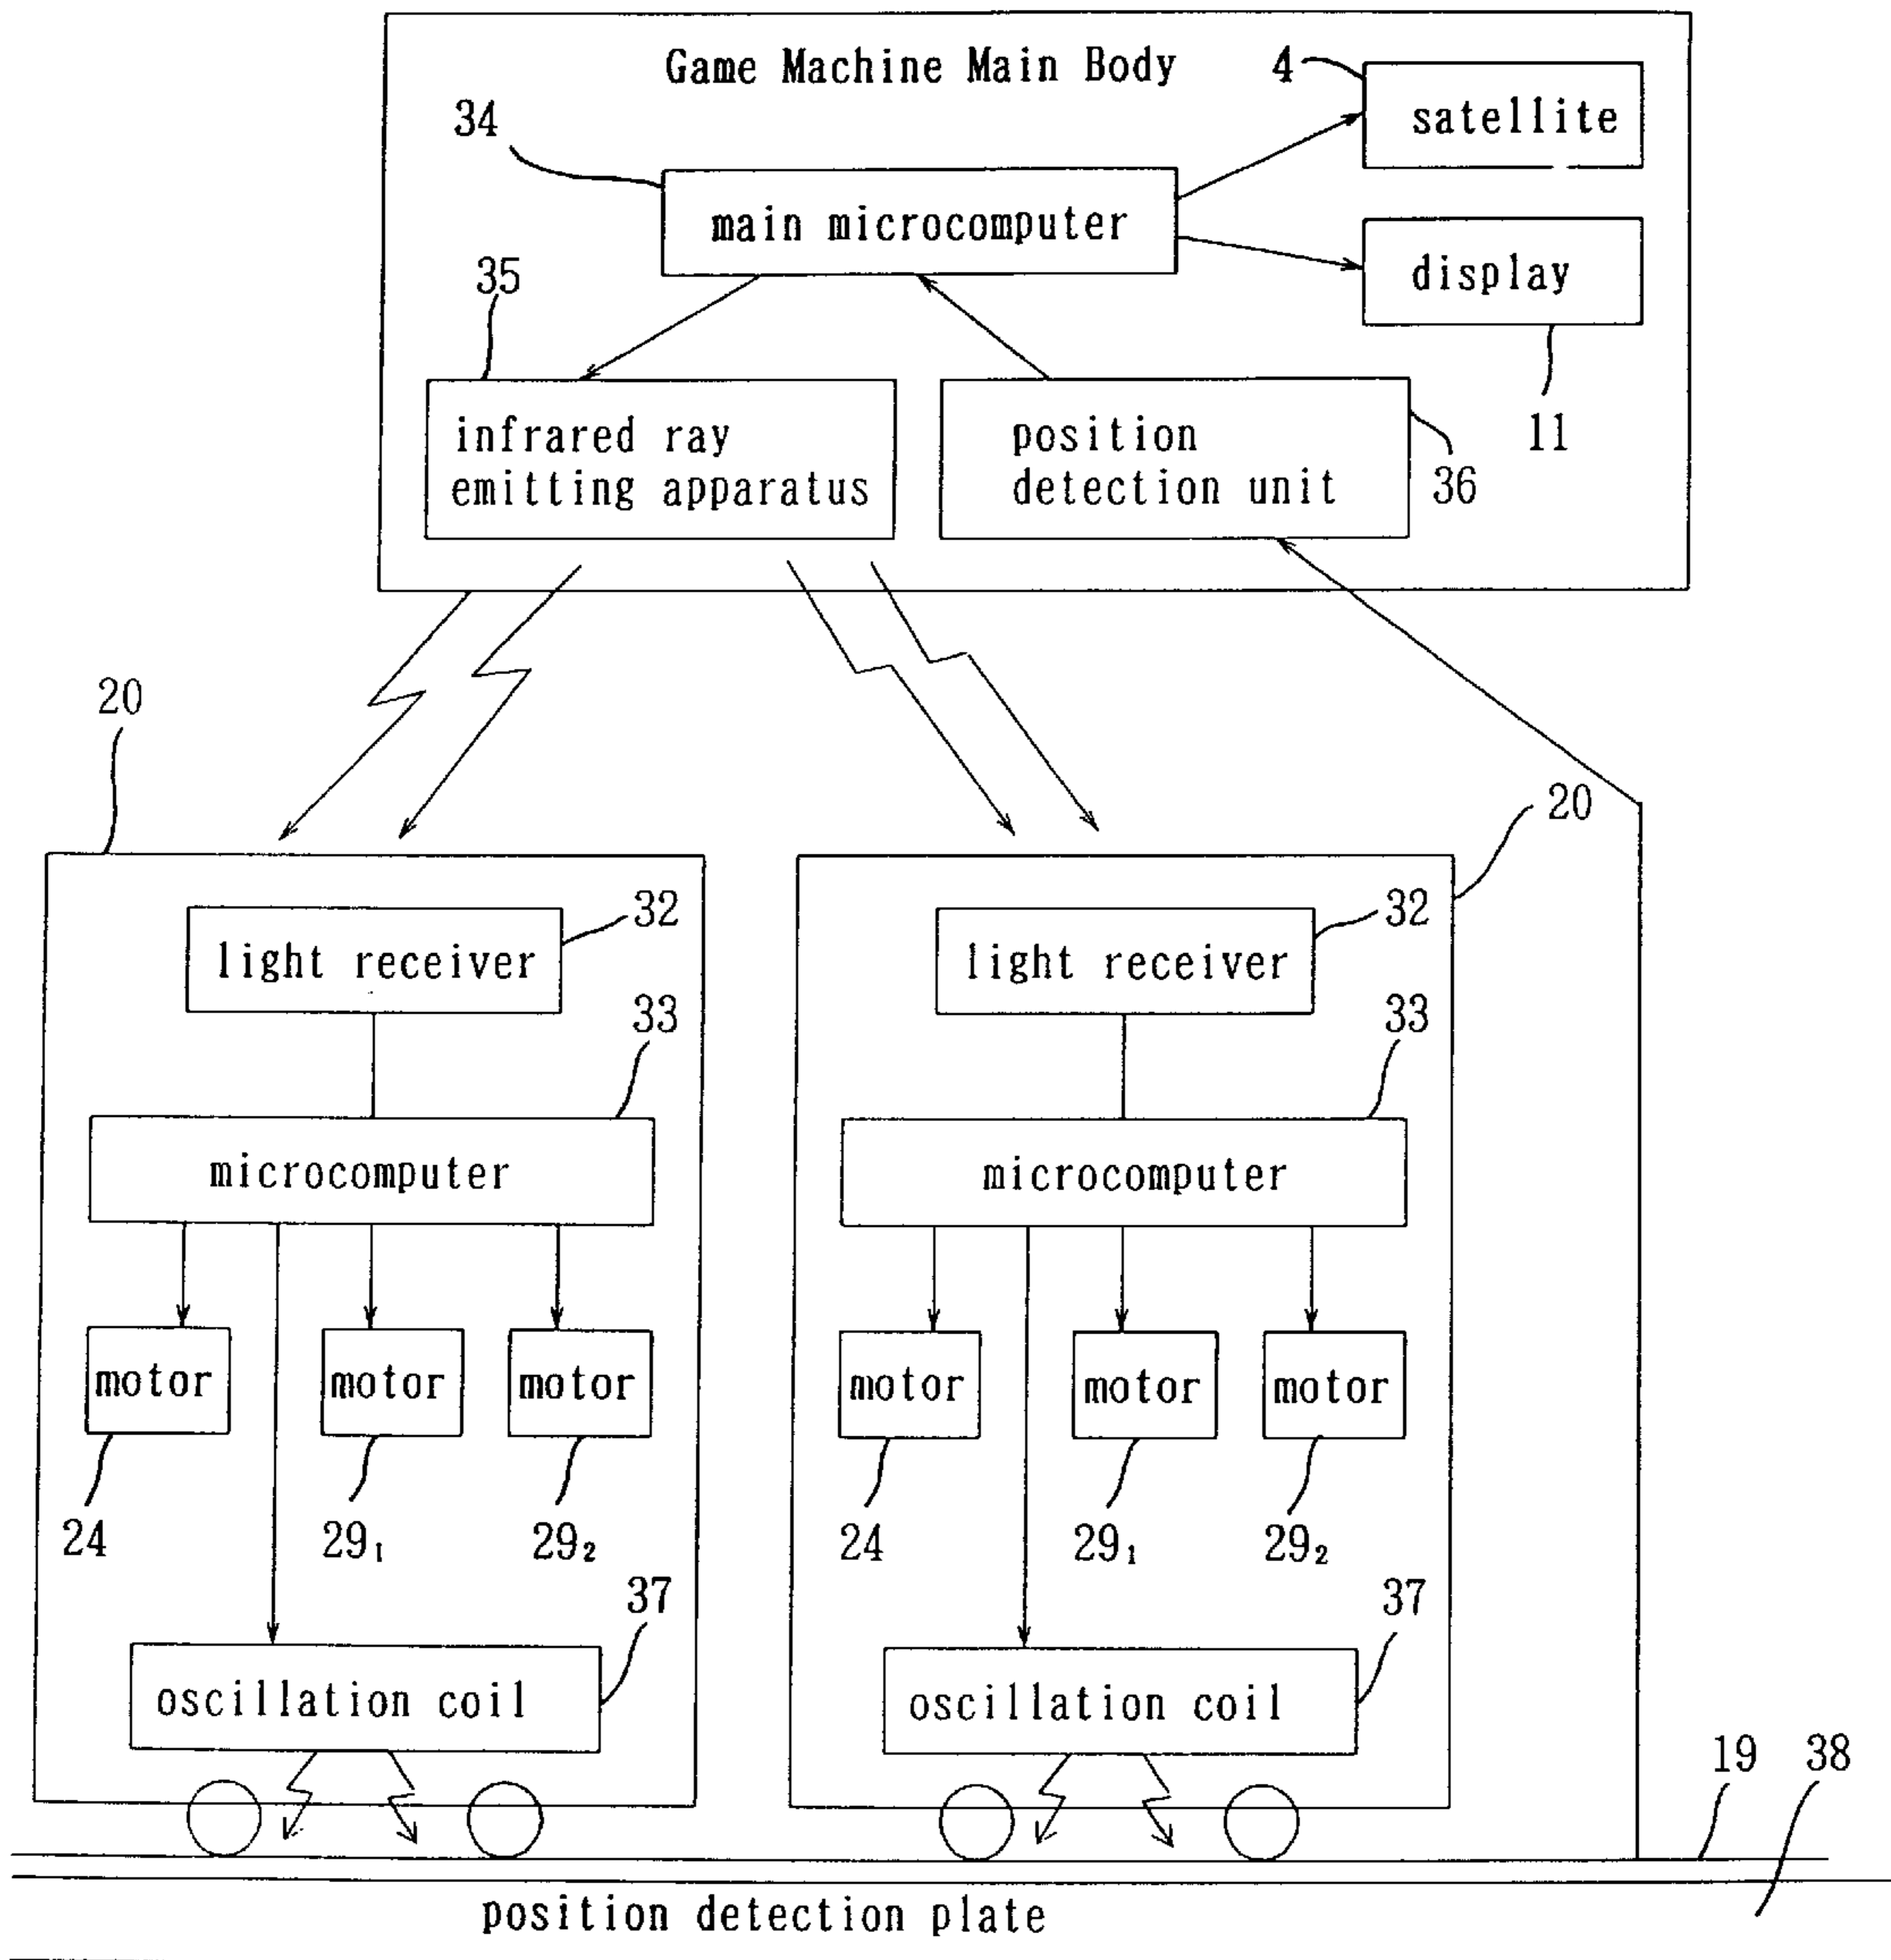 Game Machine Main Body
4
satellite
34
main microcomputer
display
35
11
infrared ray
emitting apparatus
position
detection unit
36
20
20
light receiver
32
light receiver
32
33
33
microcomputer
microcomputer
motor
motor
motor
motor
motor
motor
24
29₁
29₂
24
29₁
29₂
37
37
oscillation coil
oscillation coil
19
38
position detection plate